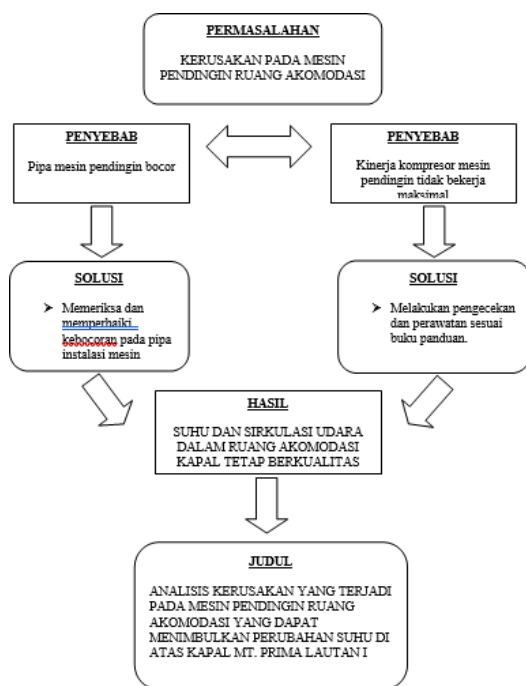 PERMASALAHAN
KERUSAKAN PADA MESIN
PENDINGIN RUANG AKOMODASI
PENYEBAB
Pipa mesin pendingin bocor
PENYEBAB
Kinerja kompresor mesin
pendingin tidak bekerja
maksimal
SOLUSI
➤ Memeriksa dan
memperbaiki
kebocoran pada pipa
instalasi mesin
SOLUSI
➤ Melakukan pengecekan
dan perawatan sesuai
buku panduan.
HASIL
SUHU DAN SIRKULASI UDARA
DALAM RUANG AKOMODASI
KAPAL TETAP BERKUALITAS
JUDUL
ANALISIS KERUSAKAN YANG TERJADI
PADA MESIN PENDINGIN RUANG
AKOMODASI YANG DAPAT
MENIMBULKAN PERUBAHAN SUHU DI
ATAS KAPAL MT. PRIMA LAUTAN I